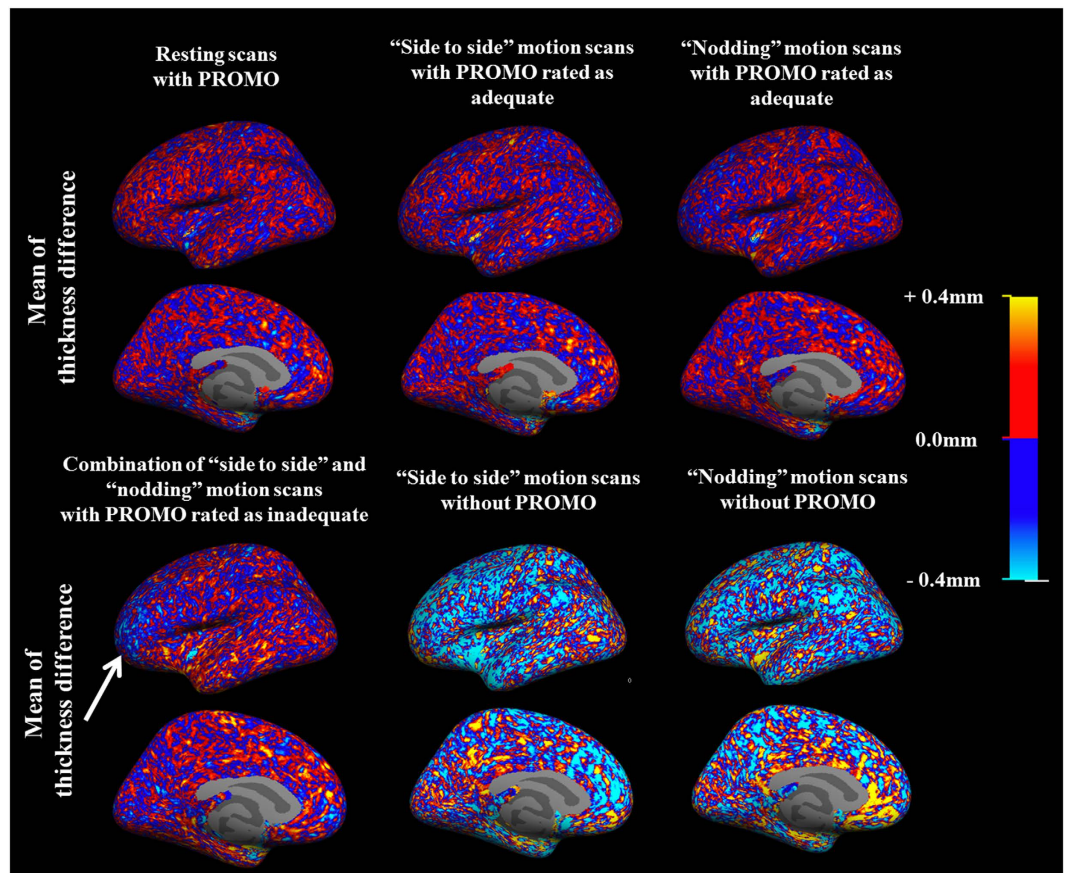 Resting scans
with PROMO
“Side to side” motion scans
with PROMO rated as
adequate
“Nodding” motion scans
with PROMO rated as
adequate
Mean of
thickness difference
+ 0.4mm
0.0mm
- 0.4mm
Combination of “side to side” and
“nodding” motion scans
with PROMO rated as inadequate
“Side to side” motion scans
without PROMO
“Nodding” motion scans
without PROMO
Mean of
thickness difference